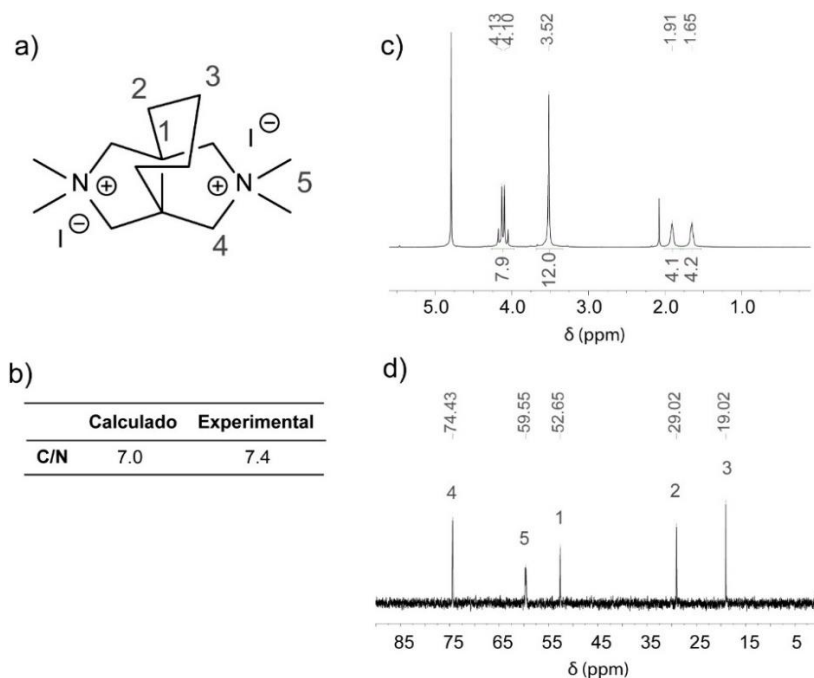 a)
2
3
1
I ⊖
N ⊕
⊕ N
5
I ⊖
4
b)
Calculado Experimental
C/N 7.0 7.4
c)
4.13
4.10
3.52
1.91
1.65
7.9
12.0
4.1
4.2
5.0 4.0 3.0 2.0 1.0
δ (ppm)
d)
74.43
59.55
52.65
29.02
19.02
4
5
1
2
3
85 75 65 55 45 35 25 15 5
δ (ppm)